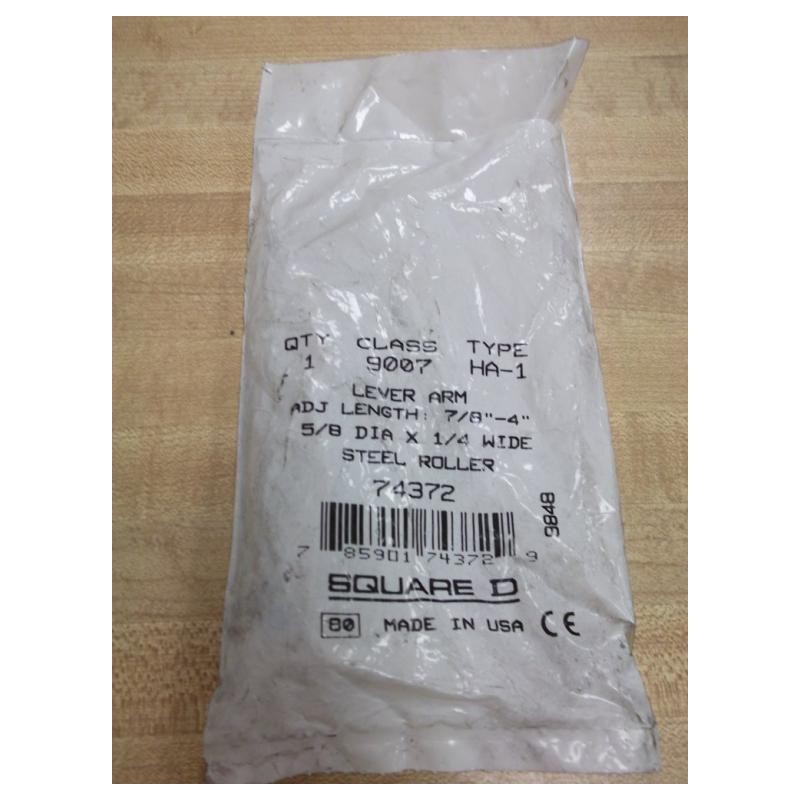 QTY CLASS TYPE
1 9007 HA-1
LEVER ARM
ADJ LENGTH: 7/8"-4"
5/8 DIA X 1/4 WIDE
STEEL ROLLER
74372
9848
7 85901 74372 9
SQUARE D
80 MADE IN USA CE